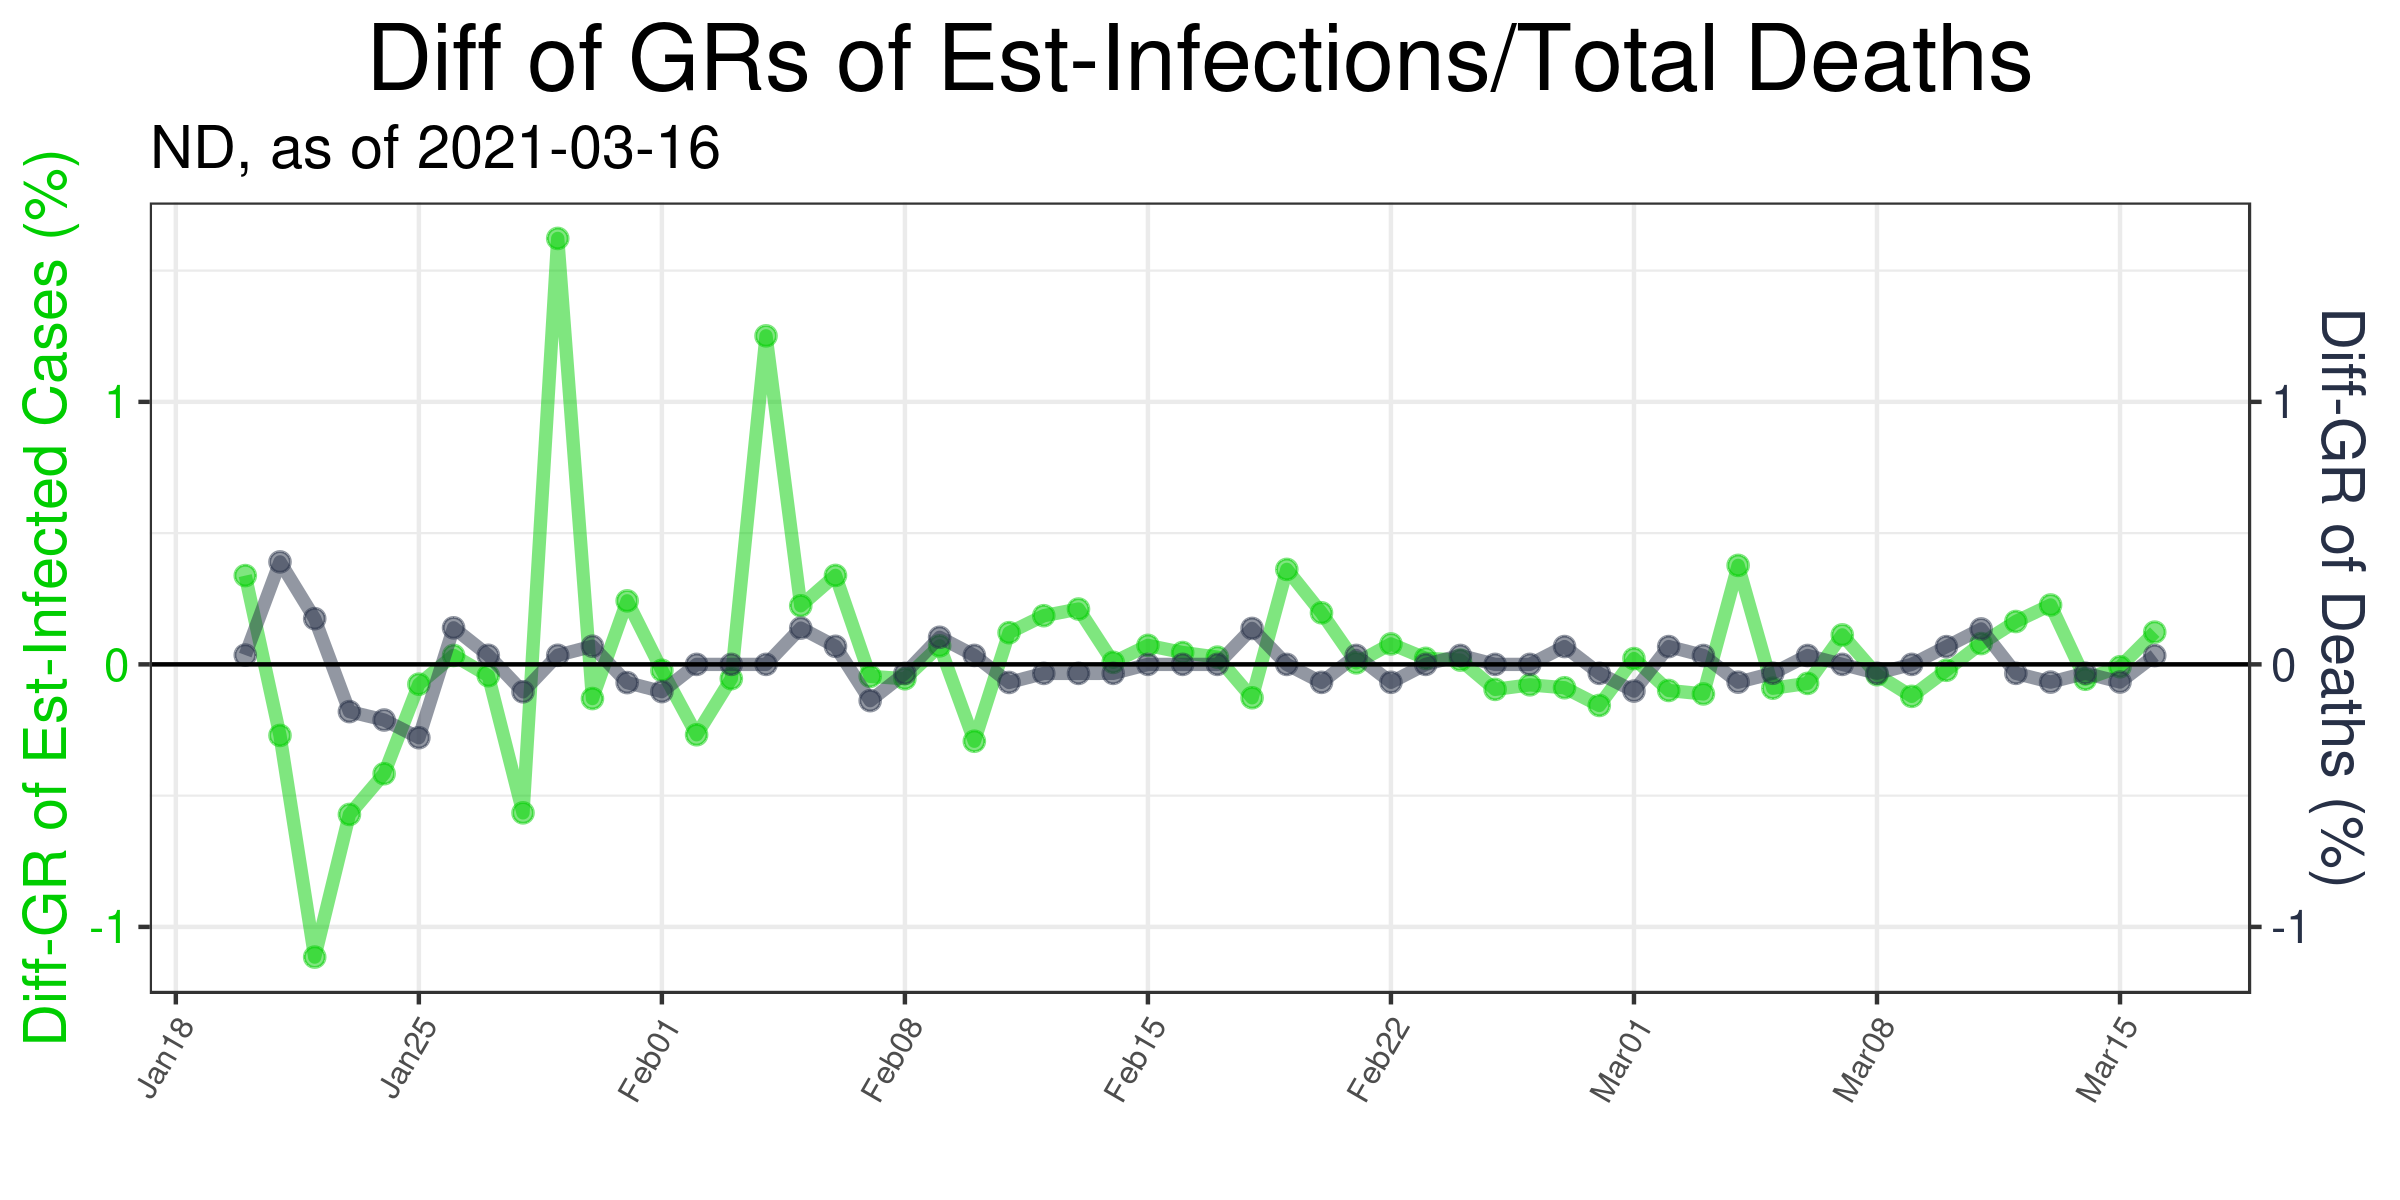 Diff of GRs of Est-Infections/Total Deaths
ND, as of 2021-03-16
Diff-GR of Est-Infected Cases (%)
1
0
-1
Diff-GR of Deaths (%)
1
0
-1
Jan18
Jan25
Feb01
Feb08
Feb15
Feb22
Mar01
Mar08
Mar15